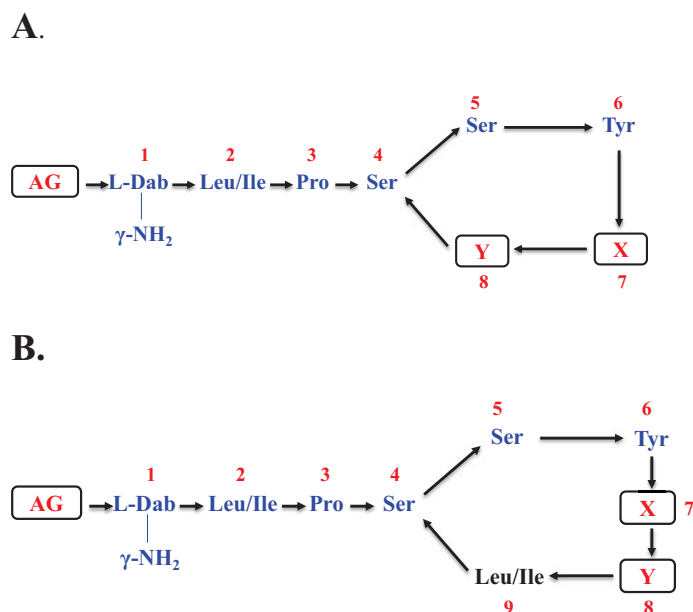 A.
5 6
Ser Tyr
1 2 3 4
AG L-Dab Leu/Ile Pro Ser
γ-NH₂
Y X
8 7
B.
5 6
Ser Tyr
1 2 3 4
AG L-Dab Leu/Ile Pro Ser X 7
γ-NH₂
Leu/Ile Y
9 8